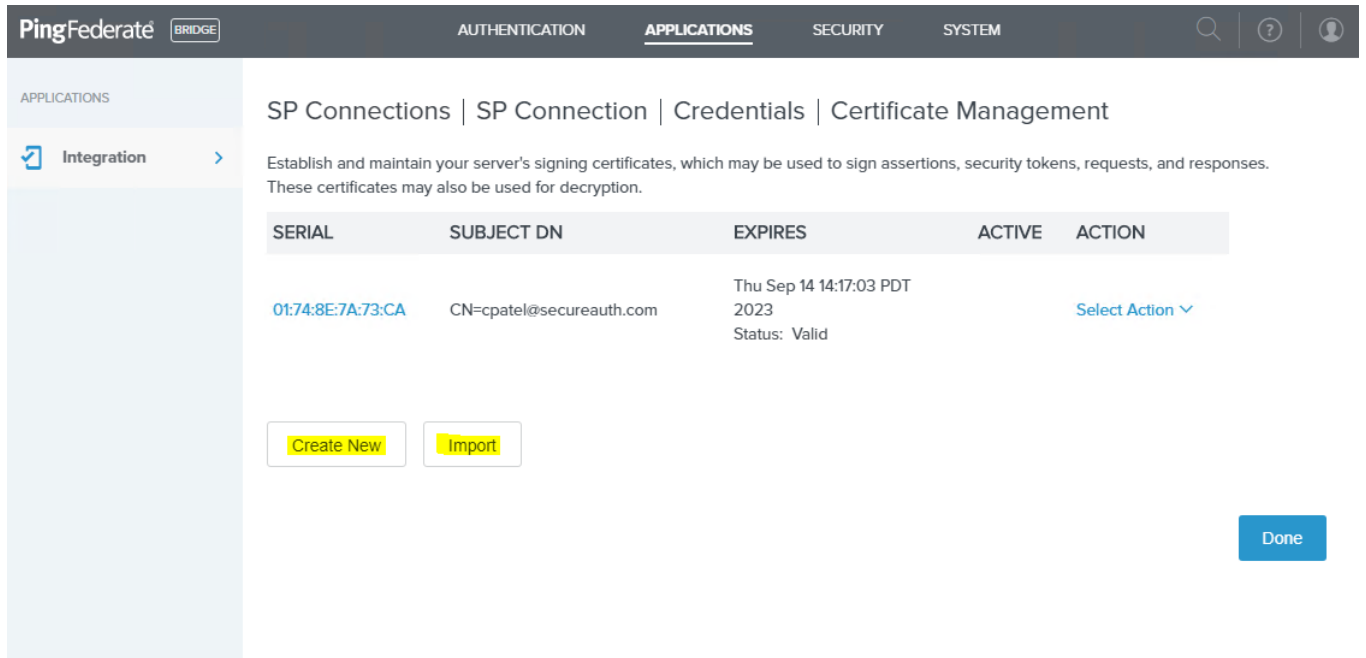 PingFederate BRIDGE AUTHENTICATION APPLICATIONS SECURITY SYSTEM ?
APPLICATIONS
Integration
SP Connections | SP Connection | Credentials | Certificate Management
Establish and maintain your server's signing certificates, which may be used to sign assertions, security tokens, requests, and responses.
These certificates may also be used for decryption.
SERIAL SUBJECT DN EXPIRES ACTIVE ACTION
Thu Sep 14 14:17:03 PDT
01:74:8E:7A:73:CA CN=cpatel@secureauth.com 2023 Select Action
Status: Valid
Create New Import
Done